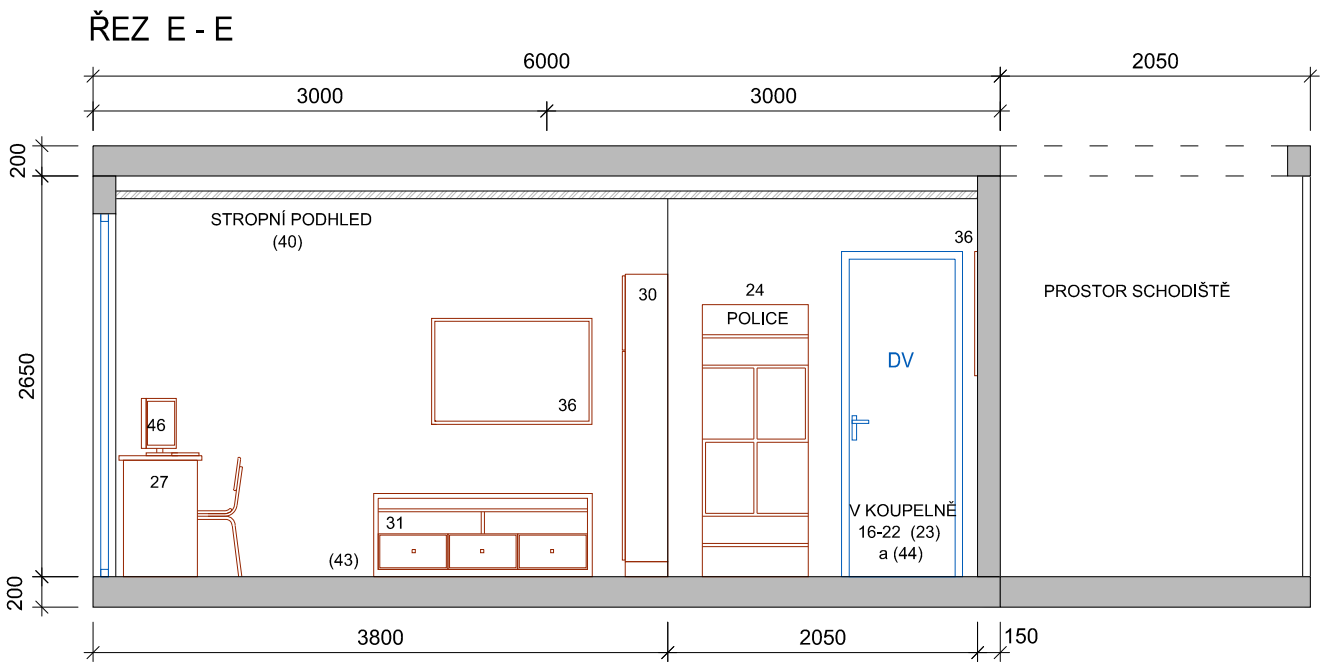 ŘEZ E - E
6000
2050
3000
3000
200
2650
200
STROPNÍ PODHLED
(40)
36
30
24
POLICE
PROSTOR SCHODIŠTĚ
DV
36
46
27
31
(43)
V KOUPELNĚ
16-22 (23)
a (44)
3800
2050
150